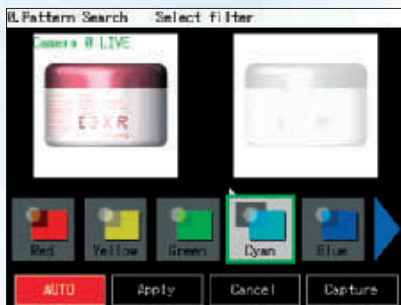 0.Pattern Search Select filter
Camera 0 LIVE
Red
Yellow
Green
Cyan
Blue
AUTO
Apply
Cancel
Capture